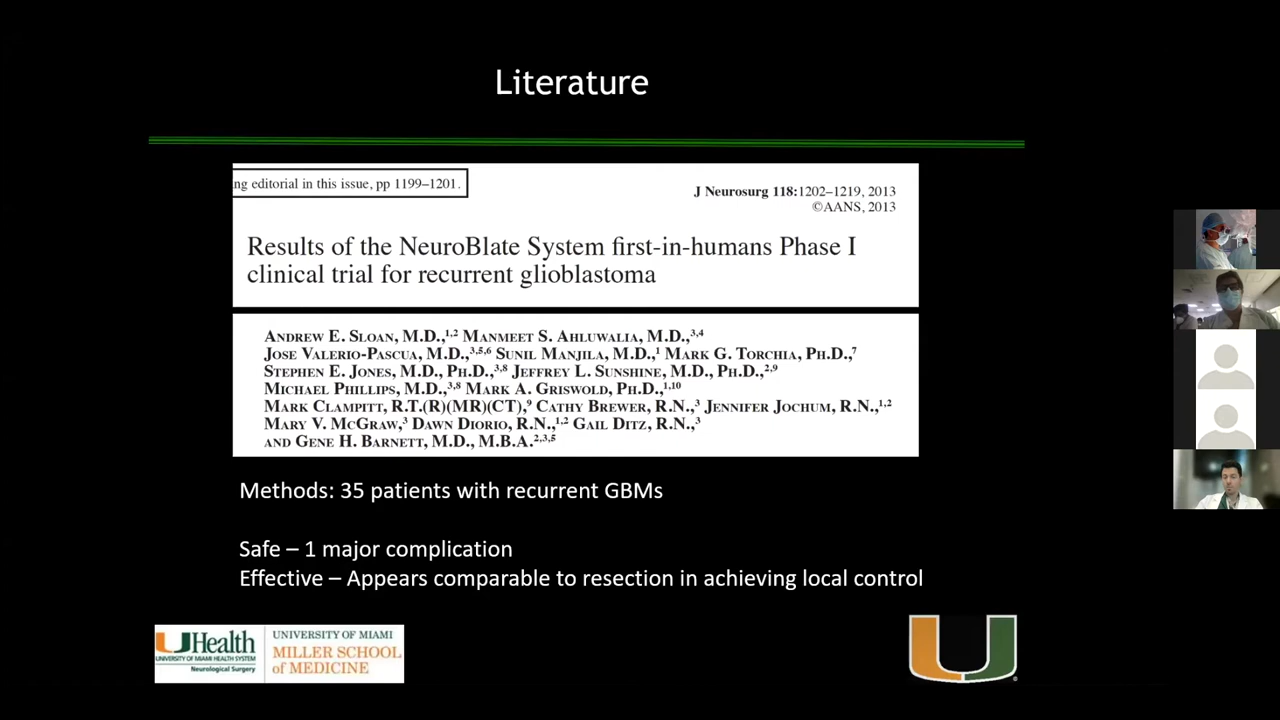 Literature
ng editorial in this issue, pp 1199–1201.
J Neurosurg 118:1202–1219, 2013
©AANS, 2013
Results of the NeuroBlate System first-in-humans Phase I
clinical trial for recurrent glioblastoma
Andrew E. Sloan, M.D.,1,2 Manmeet S. Ahluwalia, M.D.,3,4
Jose Valerio-Pascua, M.D.,3,5,6 Sunil Manjila, M.D.,1 Mark G. Torchia, Ph.D.,7
Stephen E. Jones, M.D., Ph.D.,3,8 Jeffrey L. Sunshine, M.D., Ph.D.,2,9
Michael Phillips, M.D.,3,8 Mark A. Griswold, Ph.D.,1,10
Mark Clampitt, R.T.(R)(MR)(CT),9 Cathy Brewer, R.N.,3 Jennifer Jochum, R.N.,1,2
Mary V. McGraw,3 Dawn Diorio, R.N.,1,2 Gail Ditz, R.N.,3
and Gene H. Barnett, M.D., M.B.A.2,3,5
Methods: 35 patients with recurrent GBMs
Safe – 1 major complication
Effective – Appears comparable to resection in achieving local control
UHealth
UNIVERSITY OF MIAMI HEALTH SYSTEM
Neurological Surgery
UNIVERSITY OF MIAMI
MILLER SCHOOL
of MEDICINE
U®